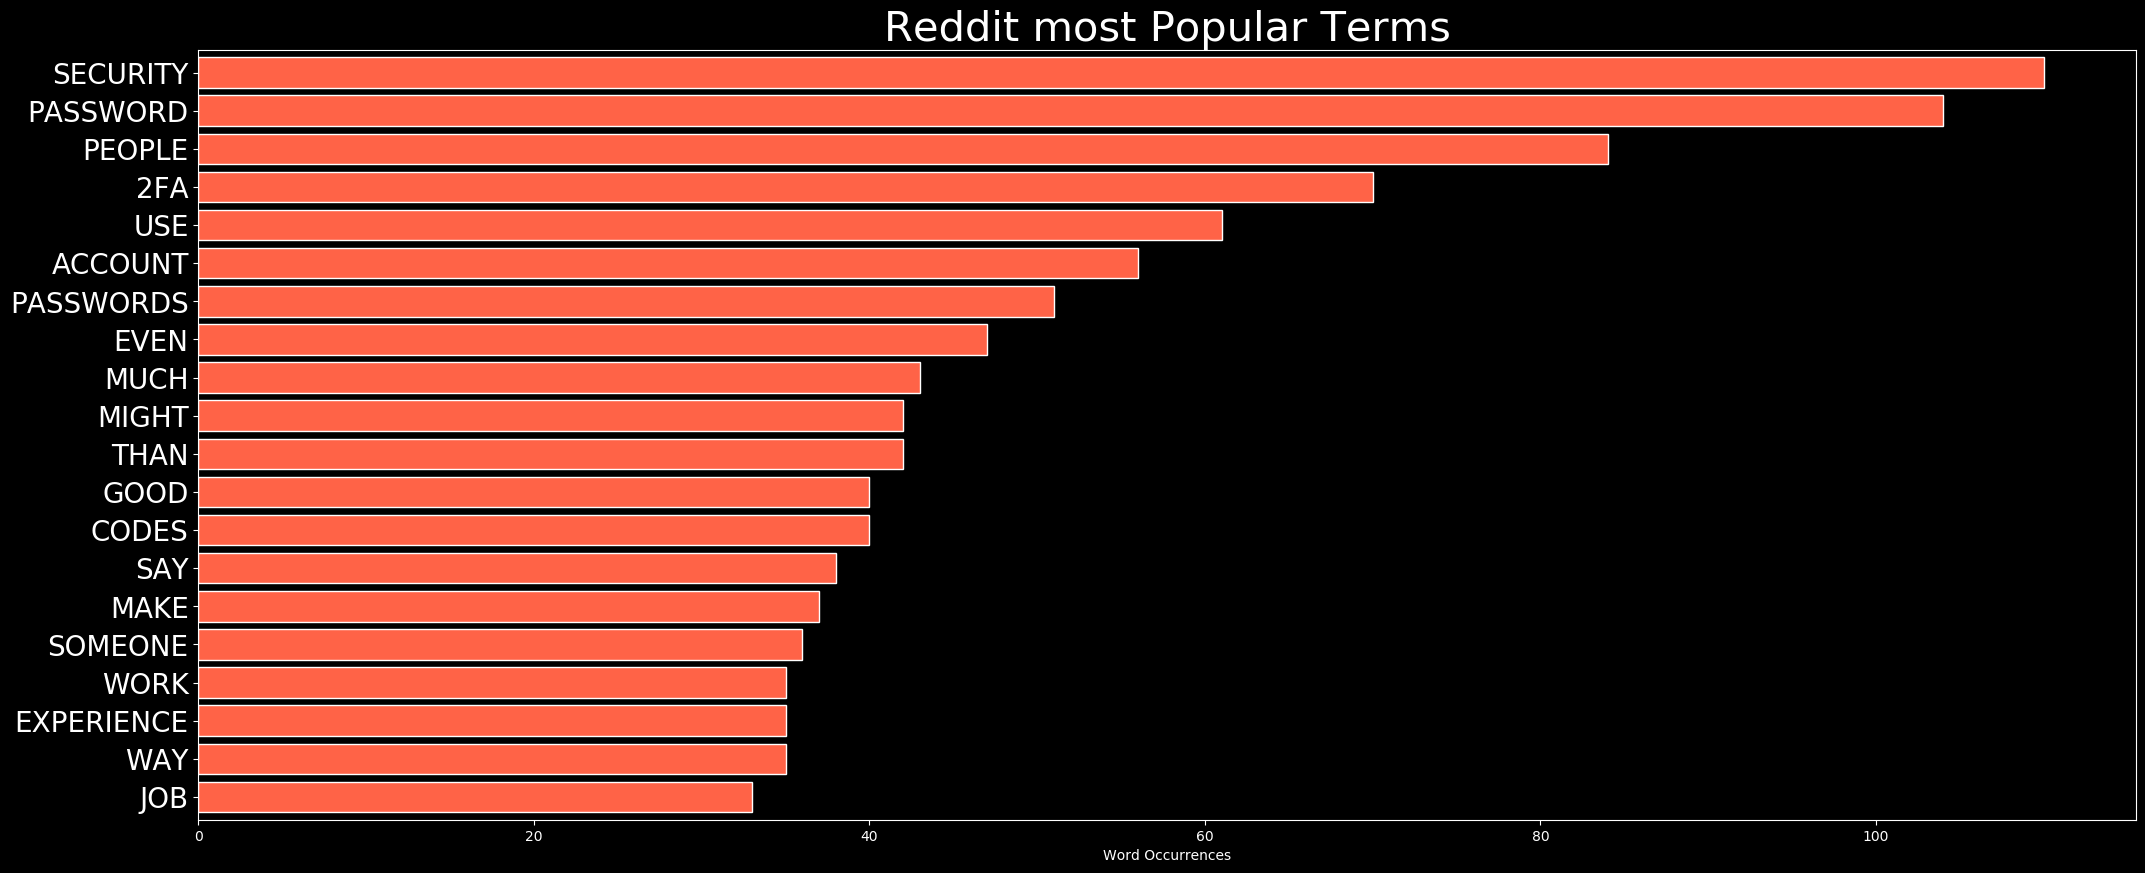 Reddit most Popular Terms
SECURITY
PASSWORD
PEOPLE
2FA
USE
ACCOUNT
PASSWORDS
EVEN
MUCH
MIGHT
THAN
GOOD
CODES
SAY
MAKE
SOMEONE
WORK
EXPERIENCE
WAY
JOB
0 20 40 60 80 100
Word Occurrences